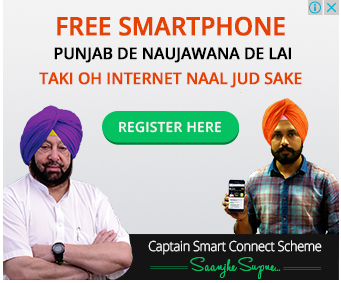 FREE SMARTPHONE
PUNJAB DE NAUJAWANA DE LAI
TAKI OH INTERNET NAAL JUD SAKE
REGISTER HERE
Captain Smart Connect Scheme
Saanjhe Supne...